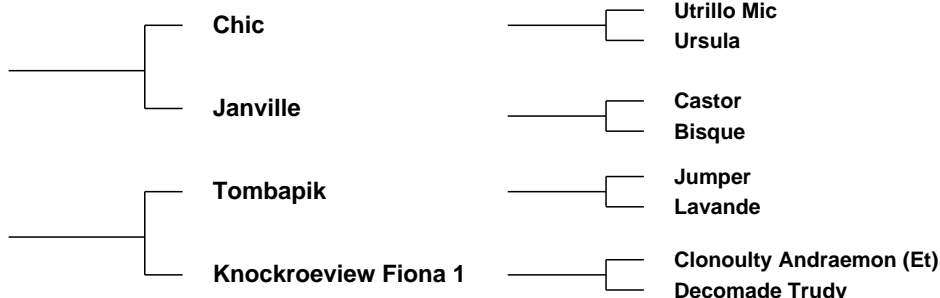 Utrillo Mic
Chic
Ursula
Castor
Janville
Bisque
Jumper
Tombapik
Lavande
Clonoulty Andraemon (Et)
Knockroeview Fiona 1
Decomade Trudy